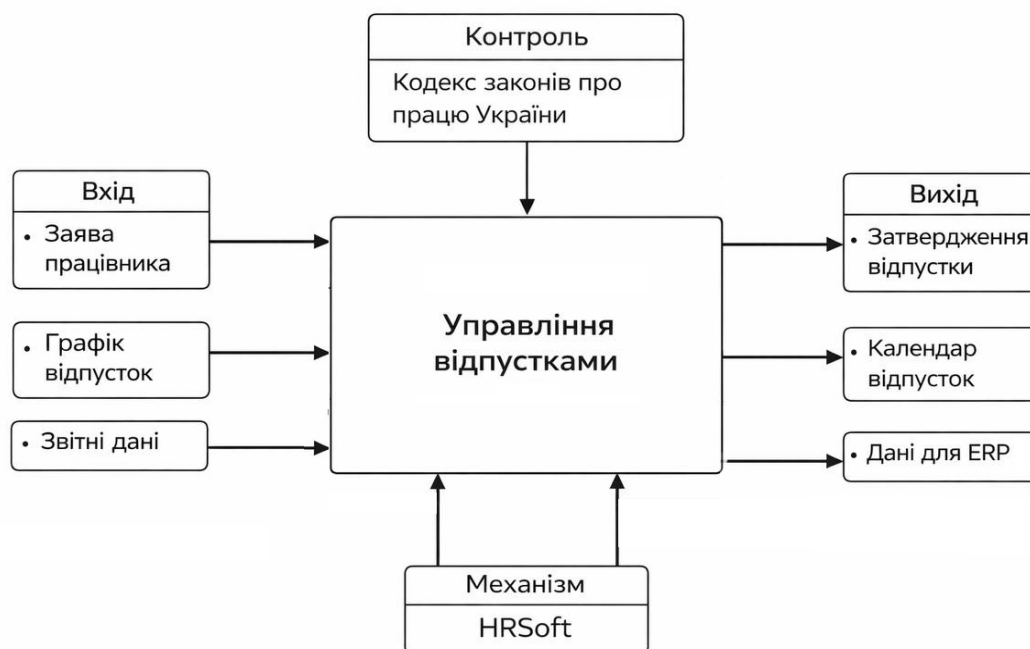 Контроль
Кодекс законів про
працю України
Вхід
• Заява
працівника
• Графік
відпусток
• Звітні дані
Управління
відпустками
Вихід
• Затвердження
відпустки
• Календар
відпусток
• Дані для ERP
Механізм
HRSoft